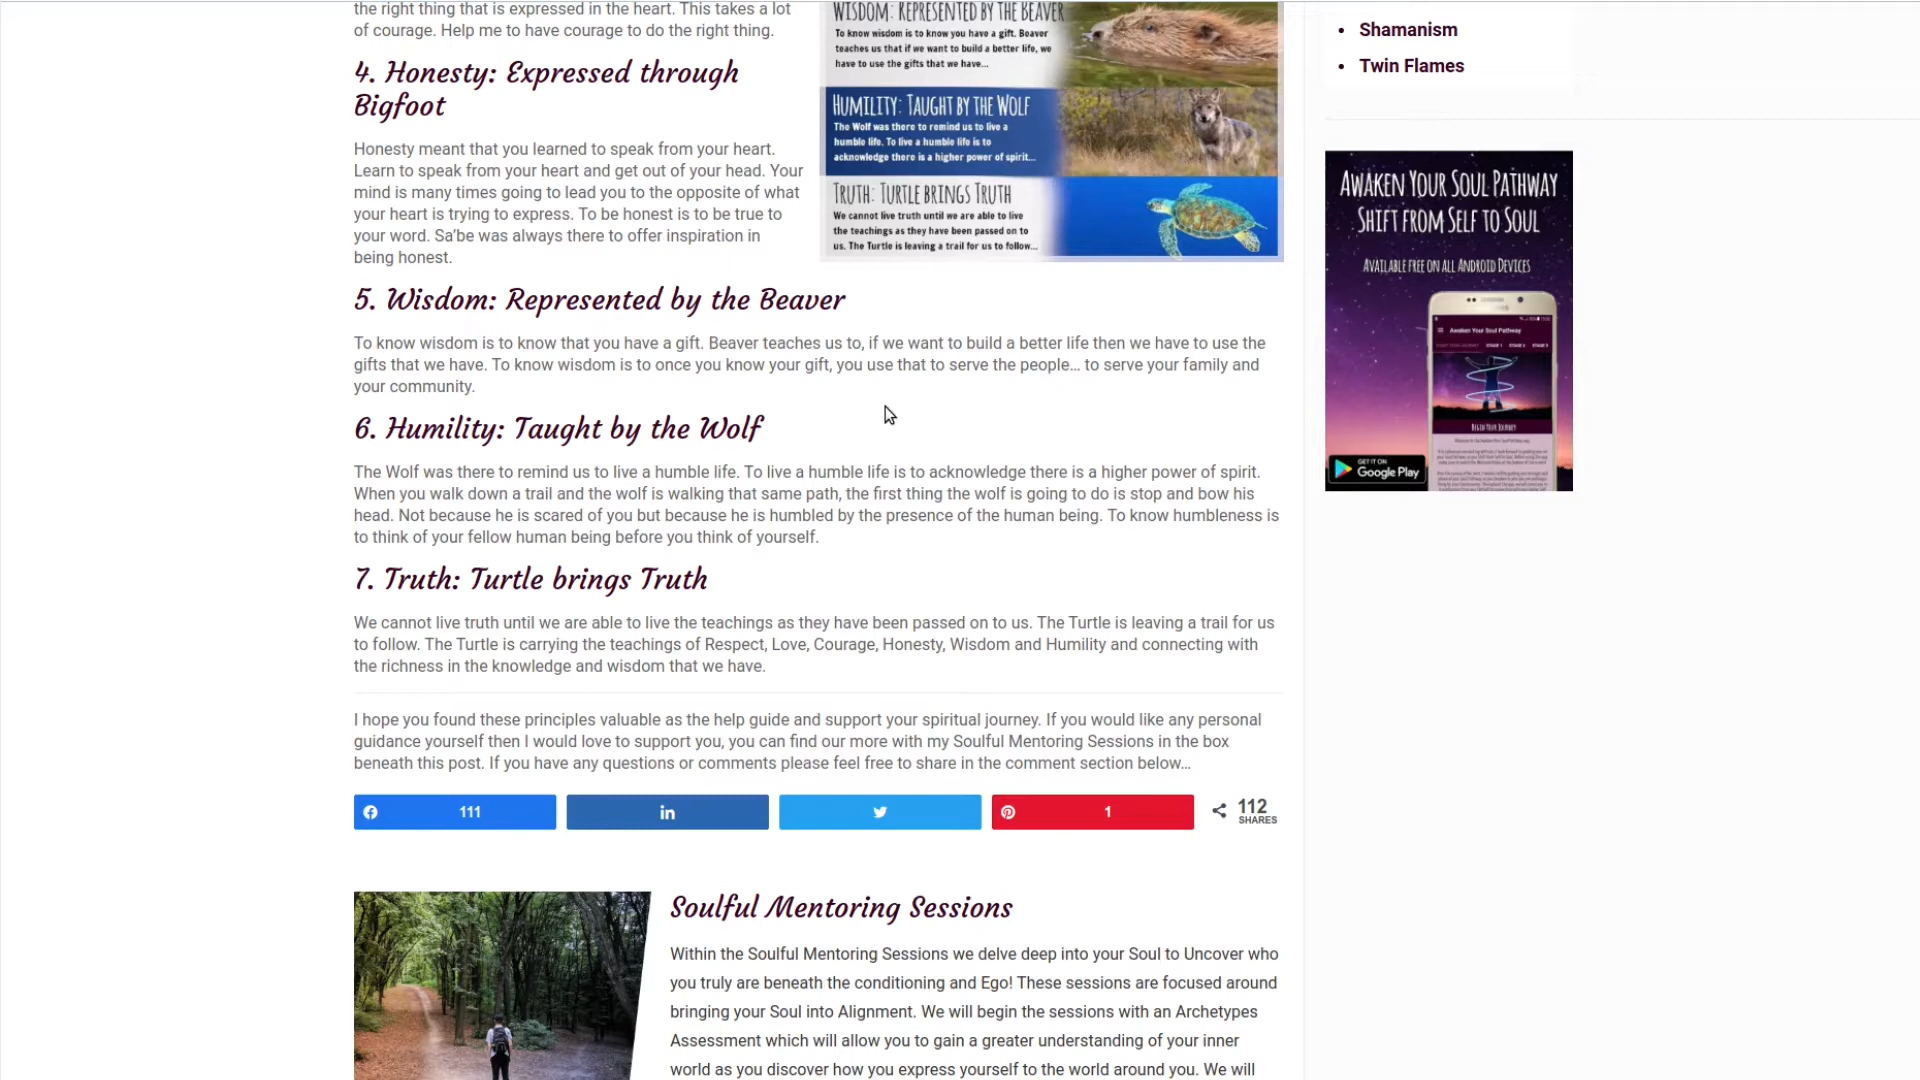 the right thing that is expressed in the heart. This takes a lot
of courage. Help me to have courage to do the right thing.
4. Honesty: Expressed through
Bigfoot
Honesty meant that you learned to speak from your heart.
Learn to speak from your heart and get out of your head. Your
mind is many times going to lead you to the opposite of what
your heart is trying to express. To be honest is to be true to
your word. Sa’be was always there to offer inspiration in
being honest.
WISDOM: REPRESENTED BY THE BEAVER
To know wisdom is to know you have a gift. Beaver
teaches us that if we want to build a better life, we
have to use the gifts that we have...
HUMILITY: TAUGHT BY THE WOLF
The Wolf was there to remind us to live a
humble life. To live a humble life is to
acknowledge there is a higher power of spirit...
TRUTH: TURTLE BRINGS TRUTH
We cannot live truth until we are able to live
the teachings as they have been passed on to
us. The Turtle is leaving a trail for us to follow...
5. Wisdom: Represented by the Beaver
To know wisdom is to know that you have a gift. Beaver teaches us to, if we want to build a better life then we have to use the
gifts that we have. To know wisdom is to once you know your gift, you use that to serve the people… to serve your family and
your community.
6. Humility: Taught by the Wolf
The Wolf was there to remind us to live a humble life. To live a humble life is to acknowledge there is a higher power of spirit.
When you walk down a trail and the wolf is walking that same path, the first thing the wolf is going to do is stop and bow his
head. Not because he is scared of you but because he is humbled by the presence of the human being. To know humbleness is
to think of your fellow human being before you think of yourself.
7. Truth: Turtle brings Truth
We cannot live truth until we are able to live the teachings as they have been passed on to us. The Turtle is leaving a trail for us
to follow. The Turtle is carrying the teachings of Respect, Love, Courage, Honesty, Wisdom and Humility and connecting with
the richness in the knowledge and wisdom that we have.
I hope you found these principles valuable as the help guide and support your spiritual journey. If you would like any personal
guidance yourself then I would love to support you, you can find our more with my Soulful Mentoring Sessions in the box
beneath this post. If you have any questions or comments please feel free to share in the comment section below…
111
in
1
112
SHARES
Soulful Mentoring Sessions
Within the Soulful Mentoring Sessions we delve deep into your Soul to Uncover who
you truly are beneath the conditioning and Ego! These sessions are focused around
bringing your Soul into Alignment. We will begin the sessions with an Archetypes
Assessment which will allow you to gain a greater understanding of your inner
world as you discover how you express yourself to the world around you. We will
Shamanism
Twin Flames
AWAKEN YOUR SOUL PATHWAY
SHIFT FROM SELF TO SOUL
AVAILABLE FREE ON ALL ANDROID DEVICES
Awaken Your Soul Pathway
BEGIN YOUR JOURNEY
GET IT ON
Google Play